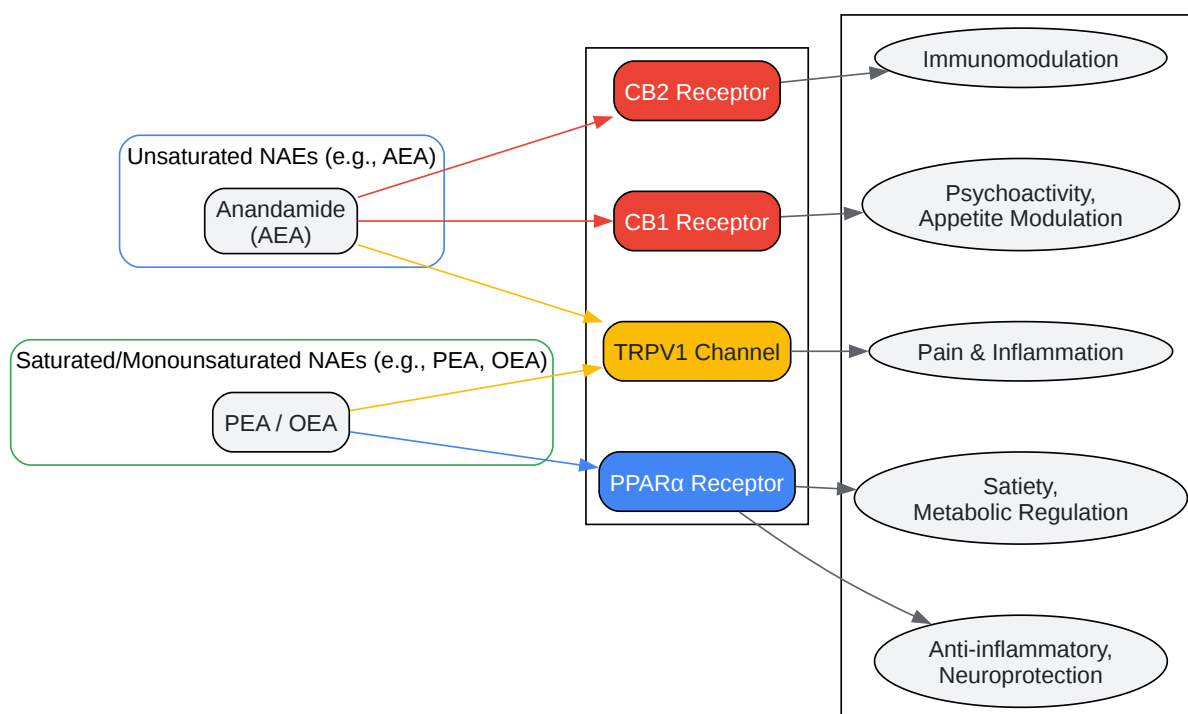 Unsaturated NAEs (e.g., AEA)
Anandamide
(AEA)
Saturated/Monounsaturated NAEs (e.g., PEA, OEA)
PEA / OEA
CB2 Receptor
CB1 Receptor
TRPV1 Channel
PPARα Receptor
Immunomodulation
Psychoactivity,
Appetite Modulation
Pain & Inflammation
Satiety,
Metabolic Regulation
Anti-inflammatory,
Neuroprotection